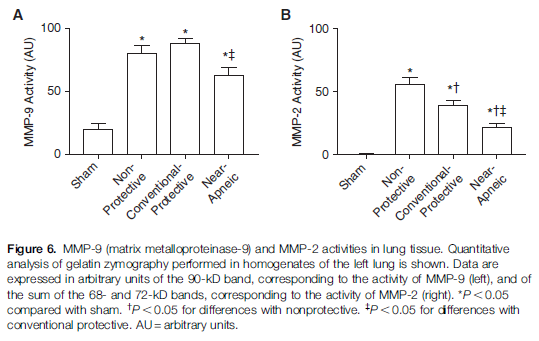 A
100
50
0
MMP-9 Activity (AU)
*
*
*‡
Sham
Non-
Protective
Conventional-
Protective
Near-
Apneic
B
100
50
0
MMP-2 Activity (AU)
*
*†
*†‡
Sham
Non-
Protective
Conventional-
Protective
Near-
Apneic
Figure 6. MMP-9 (matrix metalloproteinase-9) and MMP-2 activities in lung tissue. Quantitative
analysis of gelatin zymography performed in homogenates of the left lung is shown. Data are
expressed in arbitrary units of the 90-kD band, corresponding to the activity of MMP-9 (left), and of
the sum of the 68- and 72-kD bands, corresponding to the activity of MMP-2 (right). *P < 0.05
compared with sham. †P < 0.05 for differences with nonprotective. ‡P < 0.05 for differences with
conventional protective. AU = arbitrary units.